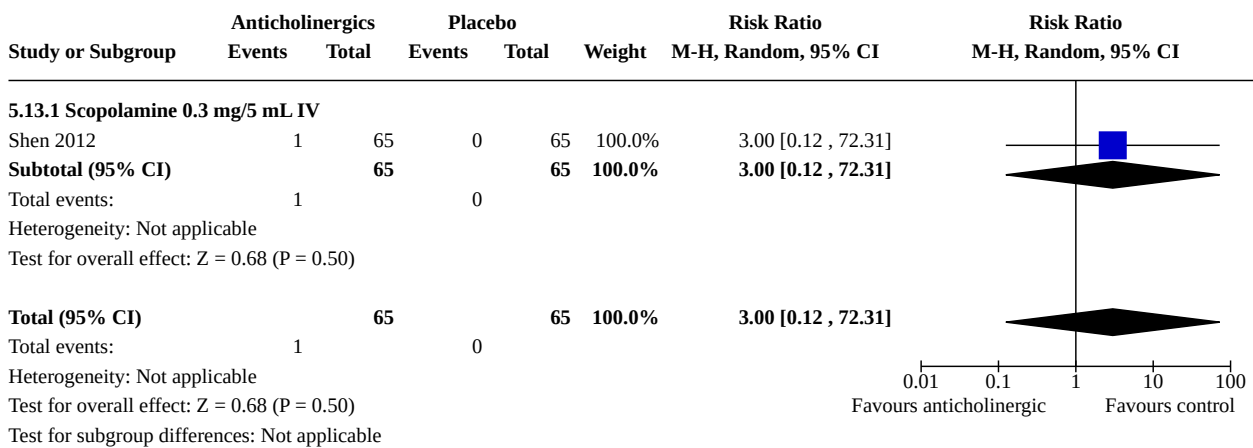 Anticholinergics Placebo Risk Ratio Risk Ratio
Study or Subgroup Events Total Events Total Weight M-H, Random, 95% CI M-H, Random, 95% CI
5.13.1 Scopolamine 0.3 mg/5 mL IV
Shen 2012 1 65 0 65 100.0% 3.00 [0.12 , 72.31]
Subtotal (95% CI) 65 65 100.0% 3.00 [0.12 , 72.31]
Total events: 1 0
Heterogeneity: Not applicable
Test for overall effect: Z = 0.68 (P = 0.50)
Total (95% CI) 65 65 100.0% 3.00 [0.12 , 72.31]
Total events: 1 0
Heterogeneity: Not applicable
0.01 0.1 1 10 100
Test for overall effect: Z = 0.68 (P = 0.50) Favours anticholinergic Favours control
Test for subgroup differences: Not applicable